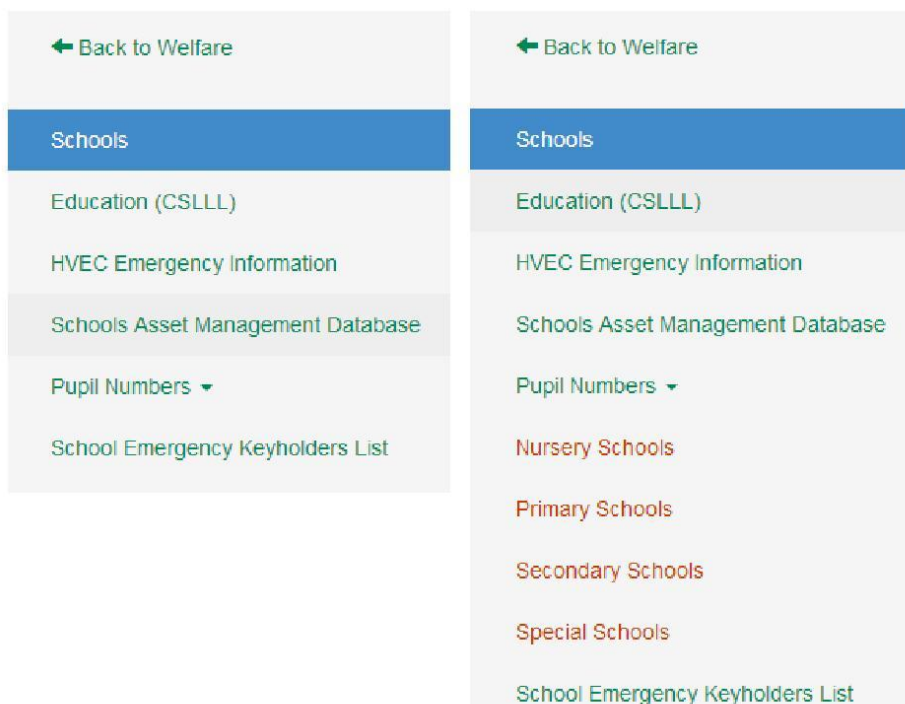 Back to Welfare
Schools
Education (CSLLL)
HVEC Emergency Information
Schools Asset Management Database
Pupil Numbers
School Emergency Keyholders List
Back to Welfare
Schools
Education (CSLLL)
HVEC Emergency Information
Schools Asset Management Database
Pupil Numbers
Nursery Schools
Primary Schools
Secondary Schools
Special Schools
School Emergency Keyholders List